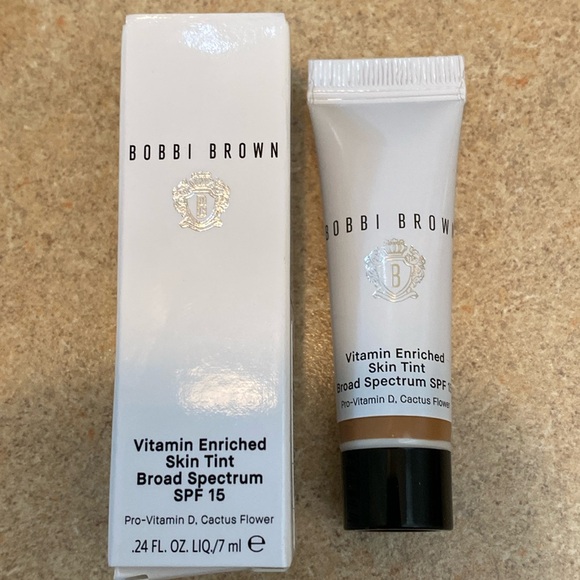 BOBBI BROWN
B
Vitamin Enriched
Skin Tint
Broad Spectrum
SPF 15
Pro-Vitamin D, Cactus Flower
.24 FL. OZ. LIQ./7 ml ℮
BOBBI BROWN
B
Vitamin Enriched
Skin Tint
Broad Spectrum SPF 1
Pro-Vitamin D, Cactus Flower